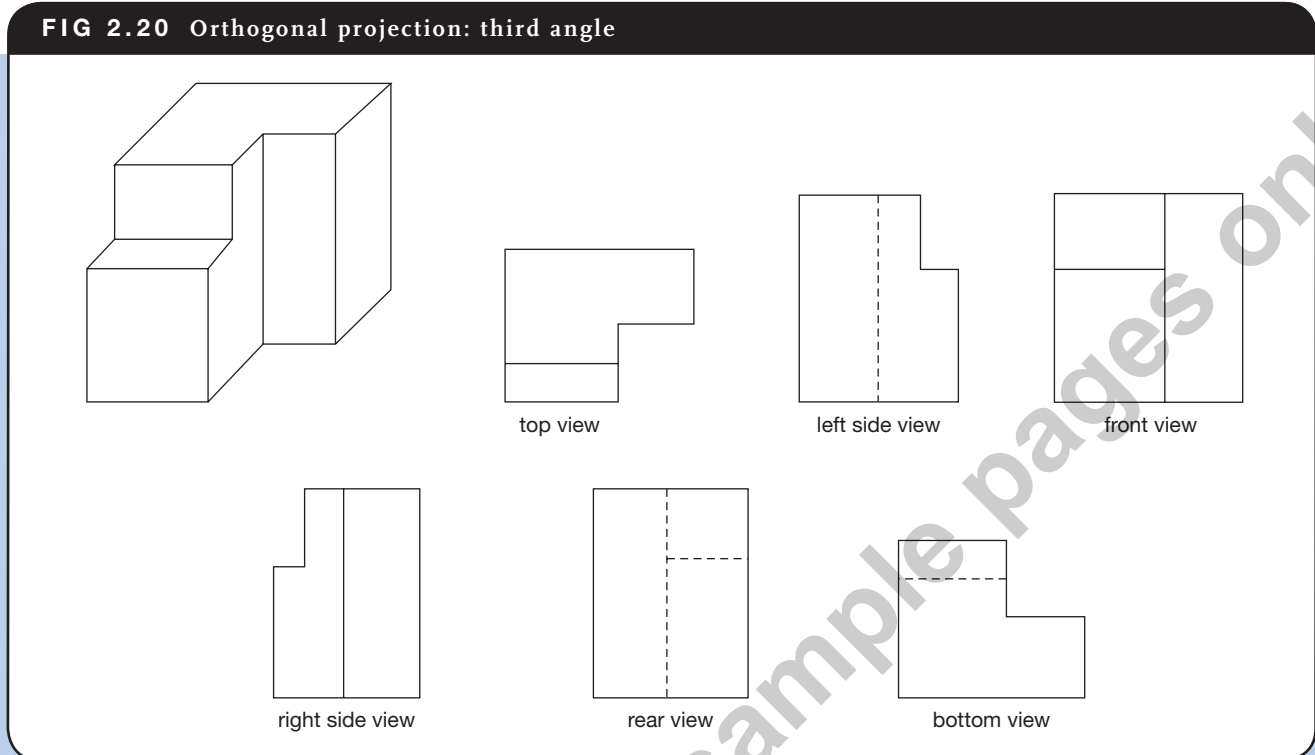 FIG 2.20 Orthogonal projection: third angle
top view
left side view
front view
right side view
rear view
bottom view
sample pages onl